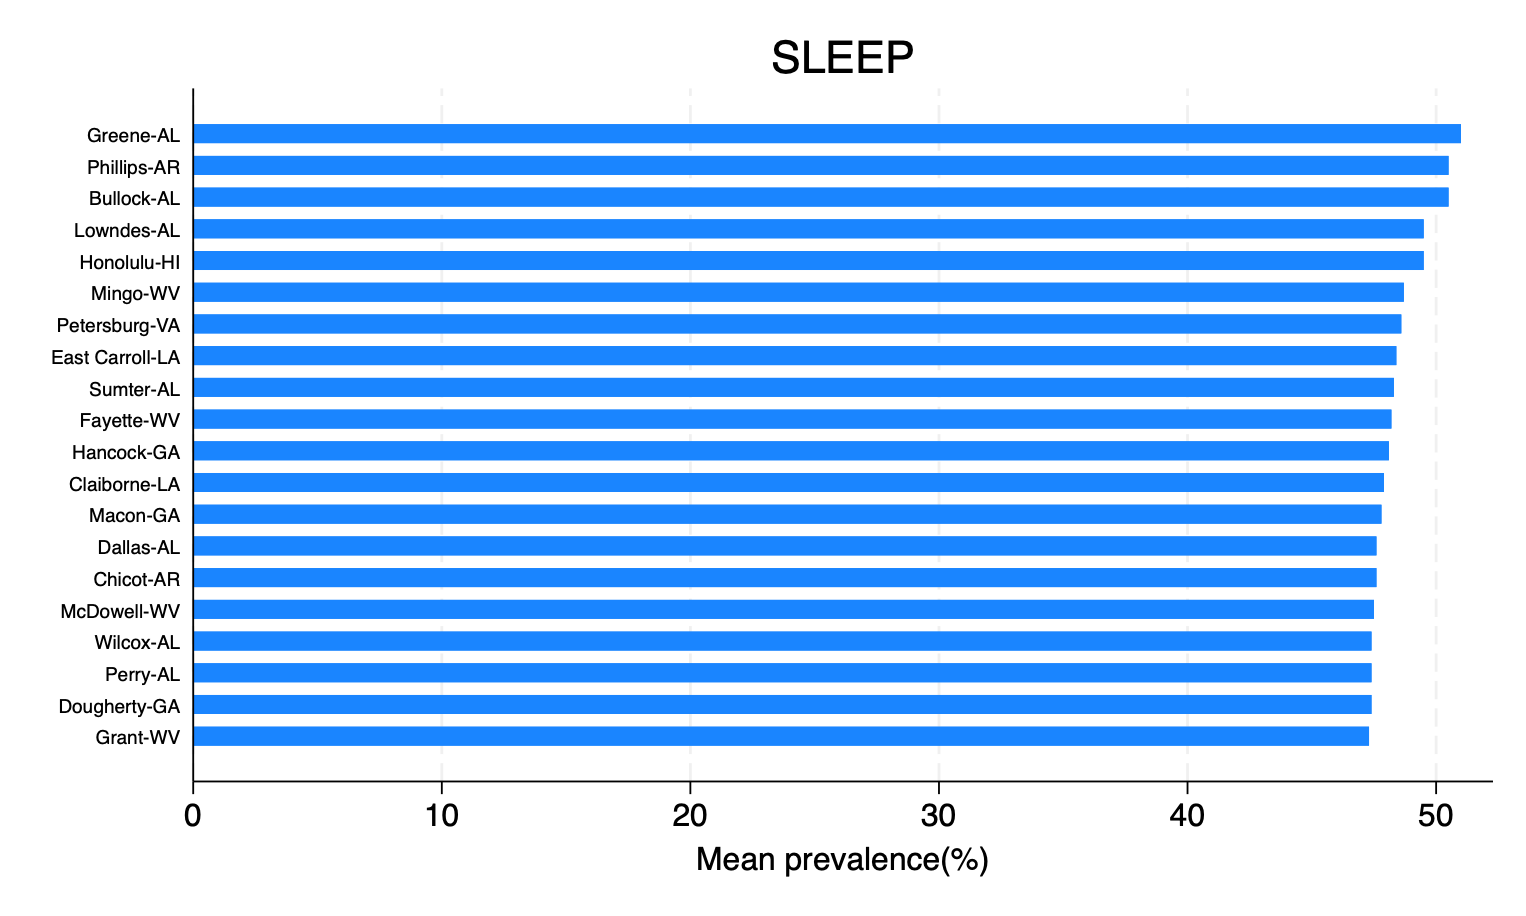 SLEEP
Greene-AL
Phillips-AR
Bullock-AL
Lowndes-AL
Honolulu-HI
Mingo-WV
Petersburg-VA
East Carroll-LA
Sumter-AL
Fayette-WV
Hancock-GA
Claiborne-LA
Macon-GA
Dallas-AL
Chicot-AR
McDowell-WV
Wilcox-AL
Perry-AL
Dougherty-GA
Grant-WV
0 10 20 30 40 50
Mean prevalence(%)